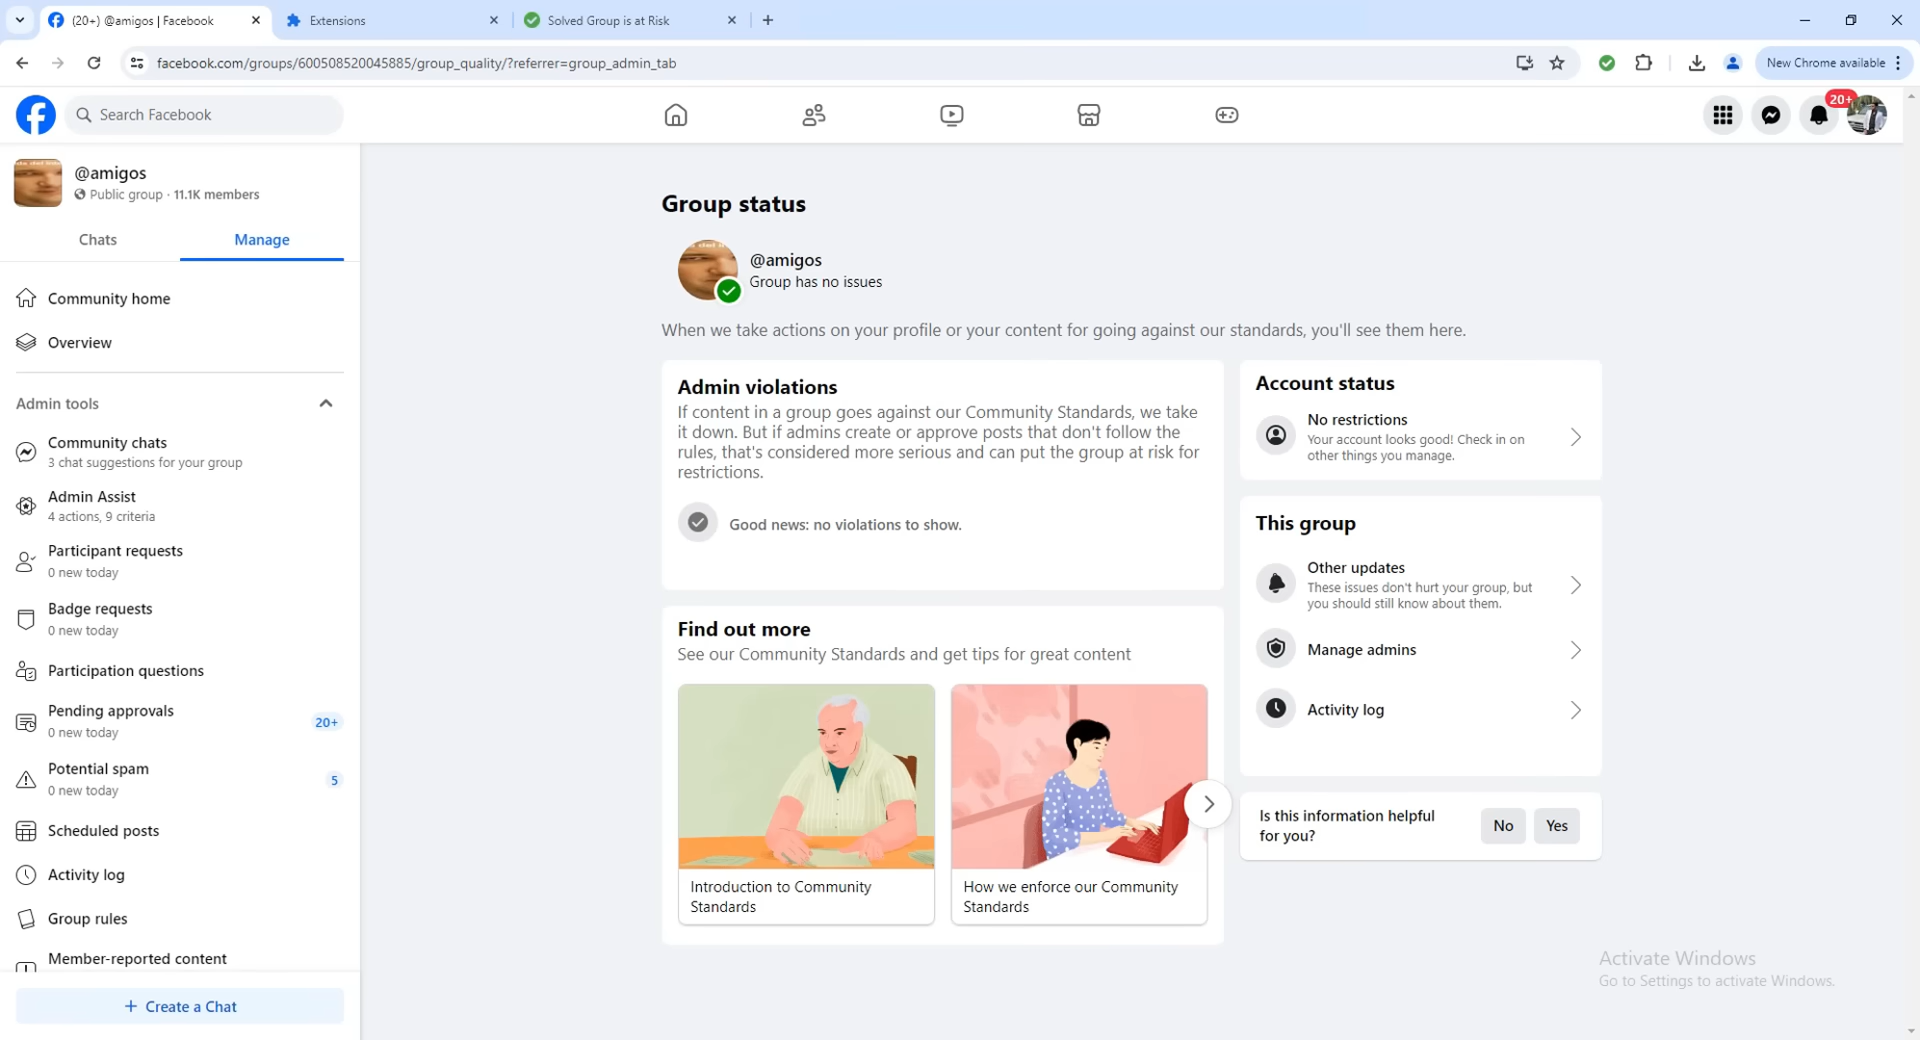 (20+) @amigos | Facebook
Extensions
Solved Group is at Risk
facebook.com/groups/600508520045885/group_quality/?referrer=group_admin_tab
New Chrome available
Search Facebook
20+
@amigos
Public group · 11.1K members
Chats
Manage
Community home
Overview
Admin tools
Community chats
3 chat suggestions for your group
Admin Assist
4 actions, 9 criteria
Participant requests
0 new today
Badge requests
0 new today
Participation questions
Pending approvals
0 new today
20+
Potential spam
0 new today
5
Scheduled posts
Activity log
Group rules
Member-reported content
+ Create a Chat
Group status
@amigos
Group has no issues
When we take actions on your profile or your content for going against our standards, you'll see them here.
Admin violations
If content in a group goes against our Community Standards, we take
it down. But if admins create or approve posts that don't follow the
rules, that's considered more serious and can put the group at risk for
restrictions.
Good news: no violations to show.
Find out more
See our Community Standards and get tips for great content
Introduction to Community
Standards
How we enforce our Community
Standards
Account status
No restrictions
Your account looks good! Check in on
other things you manage.
This group
Other updates
These issues don't hurt your group, but
you should still know about them.
Manage admins
Activity log
Is this information helpful
for you?
No
Yes
Activate Windows
Go to Settings to activate Windows.